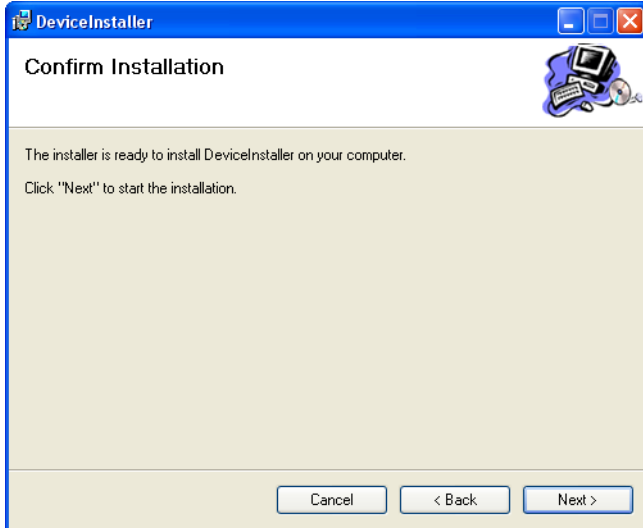 DeviceInstaller
Confirm Installation
The installer is ready to install DeviceInstaller on your computer.
Click "Next" to start the installation.
Cancel
< Back
Next >